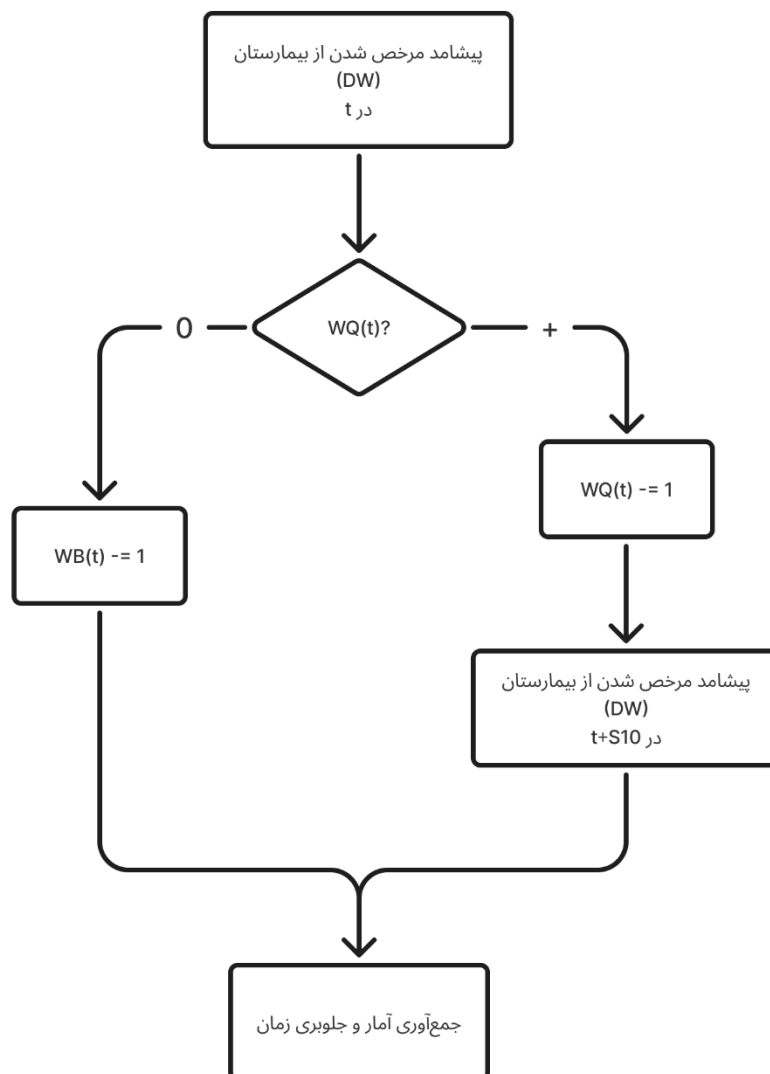 پیشامد مرخص شدن از بیمارستان
(DW)
در t
WQ(t)?
0
+
WQ(t) -= 1
WB(t) -= 1
پیشامد مرخص شدن از بیمارستان
(DW)
در t+S10
جمع‌آوری آمار و جلوبری زمان